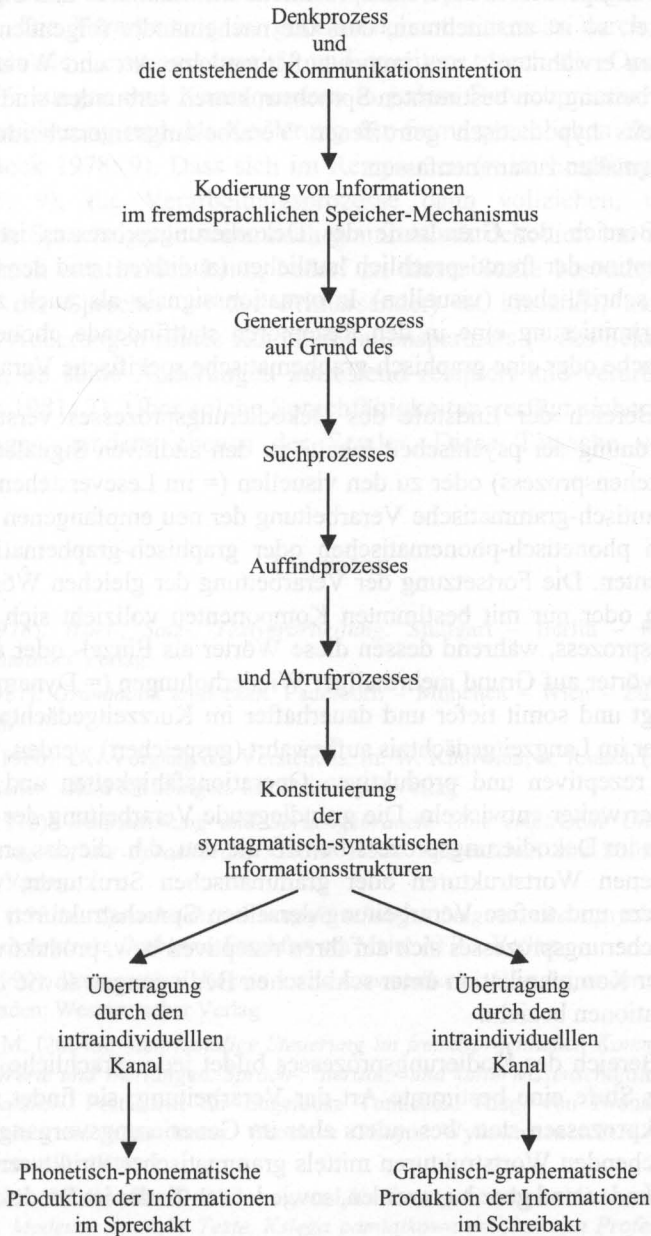 Denkprozess
und
die entstehende Kommunikationsintention
Kodierung von Informationen
im fremdsprachlichen Speicher-Mechanismus
Generierungsprozess
auf Grund des
Suchprozesses
Auffindprozesses
und Abrufprozesses
Konstituierung
der
syntagmatisch-syntaktischen
Informationsstrukturen
Übertragung
durch den
intraindividuelllen
Kanal
Übertragung
durch den
intraindividuelllen
Kanal
Phonetisch-phonematische
Produktion der Informationen
im Sprechakt
Graphisch-graphematische
Produktion der Informationen
im Schreibakt